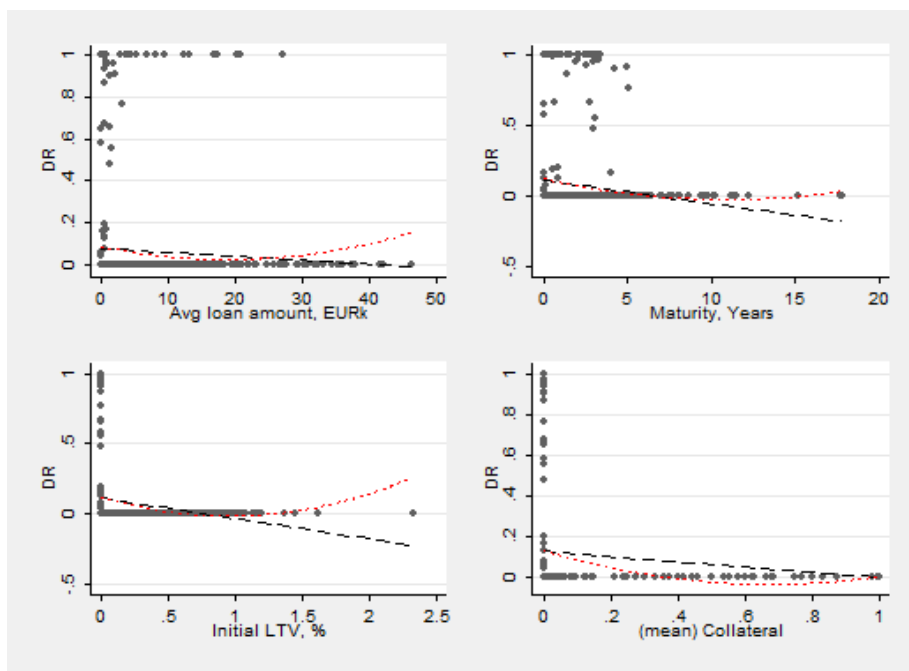 DR
1
.8
.6
.4
.2
0
0 10 20 30 40 50
Avg loan amount, EURk
DR
1
.5
0
-.5
0 5 10 15 20
Maturity, Years
DR
1
.5
0
-.5
0 .5 1 1.5 2 2.5
Initial LTV, %
DR
1
.8
.6
.4
.2
0
0 .2 .4 .6 .8 1
(mean) Collateral